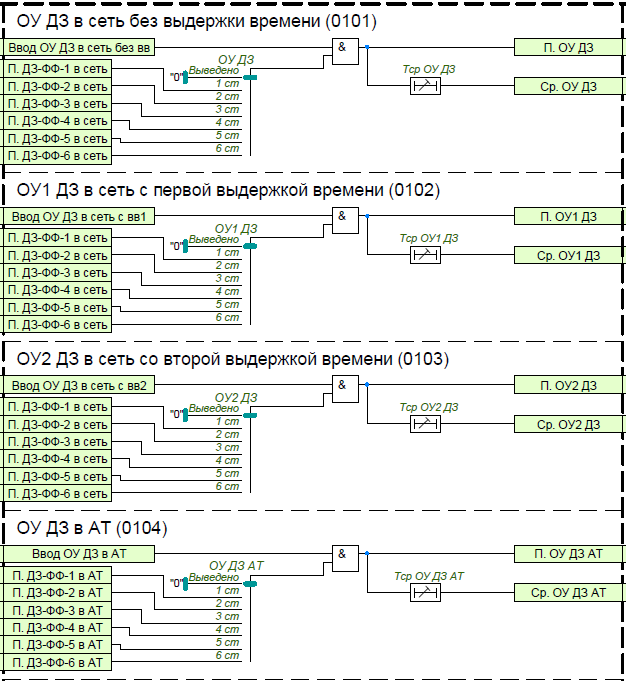 ОУ ДЗ в сеть без выдержки времени (0101)
Ввод ОУ ДЗ в сеть без вв
&
П. ОУ ДЗ
П. ДЗ-ФФ-1 в сеть
ОУ ДЗ
Тср ОУ ДЗ
"0"
Выведено
П. ДЗ-ФФ-2 в сеть
1 ст
Ср. ОУ ДЗ
П. ДЗ-ФФ-3 в сеть
2 ст
П. ДЗ-ФФ-4 в сеть
3 ст
4 ст
П. ДЗ-ФФ-5 в сеть
5 ст
П. ДЗ-ФФ-6 в сеть
6 ст
ОУ1 ДЗ в сеть с первой выдержкой времени (0102)
Ввод ОУ ДЗ в сеть с вв1
&
П. ОУ1 ДЗ
П. ДЗ-ФФ-1 в сеть
ОУ1 ДЗ
Тср ОУ1 ДЗ
"0"
Выведено
П. ДЗ-ФФ-2 в сеть
1 ст
Ср. ОУ1 ДЗ
П. ДЗ-ФФ-3 в сеть
2 ст
П. ДЗ-ФФ-4 в сеть
3 ст
4 ст
П. ДЗ-ФФ-5 в сеть
5 ст
П. ДЗ-ФФ-6 в сеть
6 ст
ОУ2 ДЗ в сеть со второй выдержкой времени (0103)
Ввод ОУ ДЗ в сеть с вв2
&
П. ОУ2 ДЗ
П. ДЗ-ФФ-1 в сеть
ОУ2 ДЗ
Тср ОУ2 ДЗ
"0"
Выведено
П. ДЗ-ФФ-2 в сеть
1 ст
Ср. ОУ2 ДЗ
П. ДЗ-ФФ-3 в сеть
2 ст
П. ДЗ-ФФ-4 в сеть
3 ст
4 ст
П. ДЗ-ФФ-5 в сеть
5 ст
П. ДЗ-ФФ-6 в сеть
6 ст
ОУ ДЗ в АТ (0104)
Ввод ОУ ДЗ в АТ
&
П. ОУ ДЗ АТ
П. ДЗ-ФФ-1 в АТ
ОУ ДЗ АТ
Тср ОУ ДЗ АТ
"0"
Выведено
П. ДЗ-ФФ-2 в АТ
1 ст
Ср. ОУ ДЗ АТ
П. ДЗ-ФФ-3 в АТ
2 ст
П. ДЗ-ФФ-4 в АТ
3 ст
4 ст
П. ДЗ-ФФ-5 в АТ
5 ст
П. ДЗ-ФФ-6 в АТ
6 ст